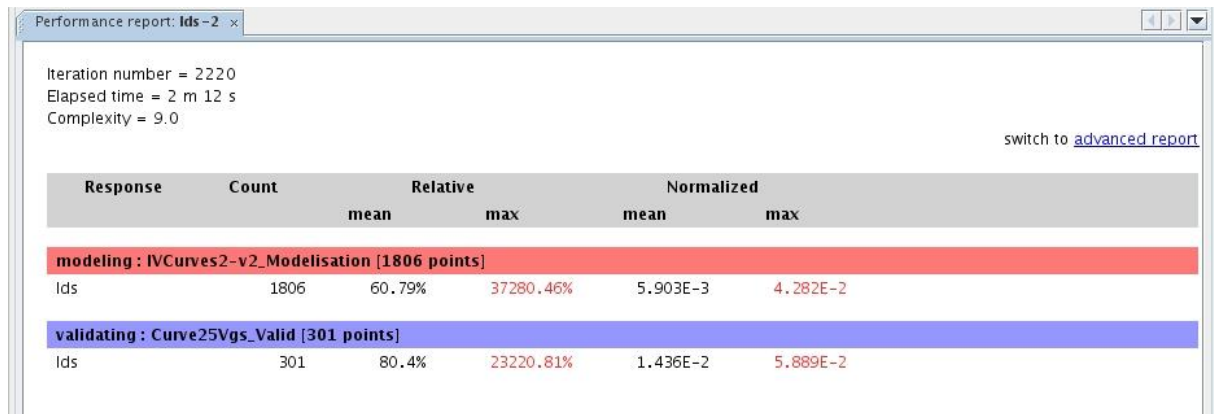 Performance report: Ids-2 ×
Iteration number = 2220
Elapsed time = 2 m 12 s
Complexity = 9.0
switch to advanced report
Response Count Relative Normalized
mean max mean max
modeling : IVCurves2-v2_Modelisation [1806 points]
Ids 1806 60.79% 37280.46% 5.903E-3 4.282E-2
validating : Curve25Vgs_Valid [301 points]
Ids 301 80.4% 23220.81% 1.436E-2 5.889E-2